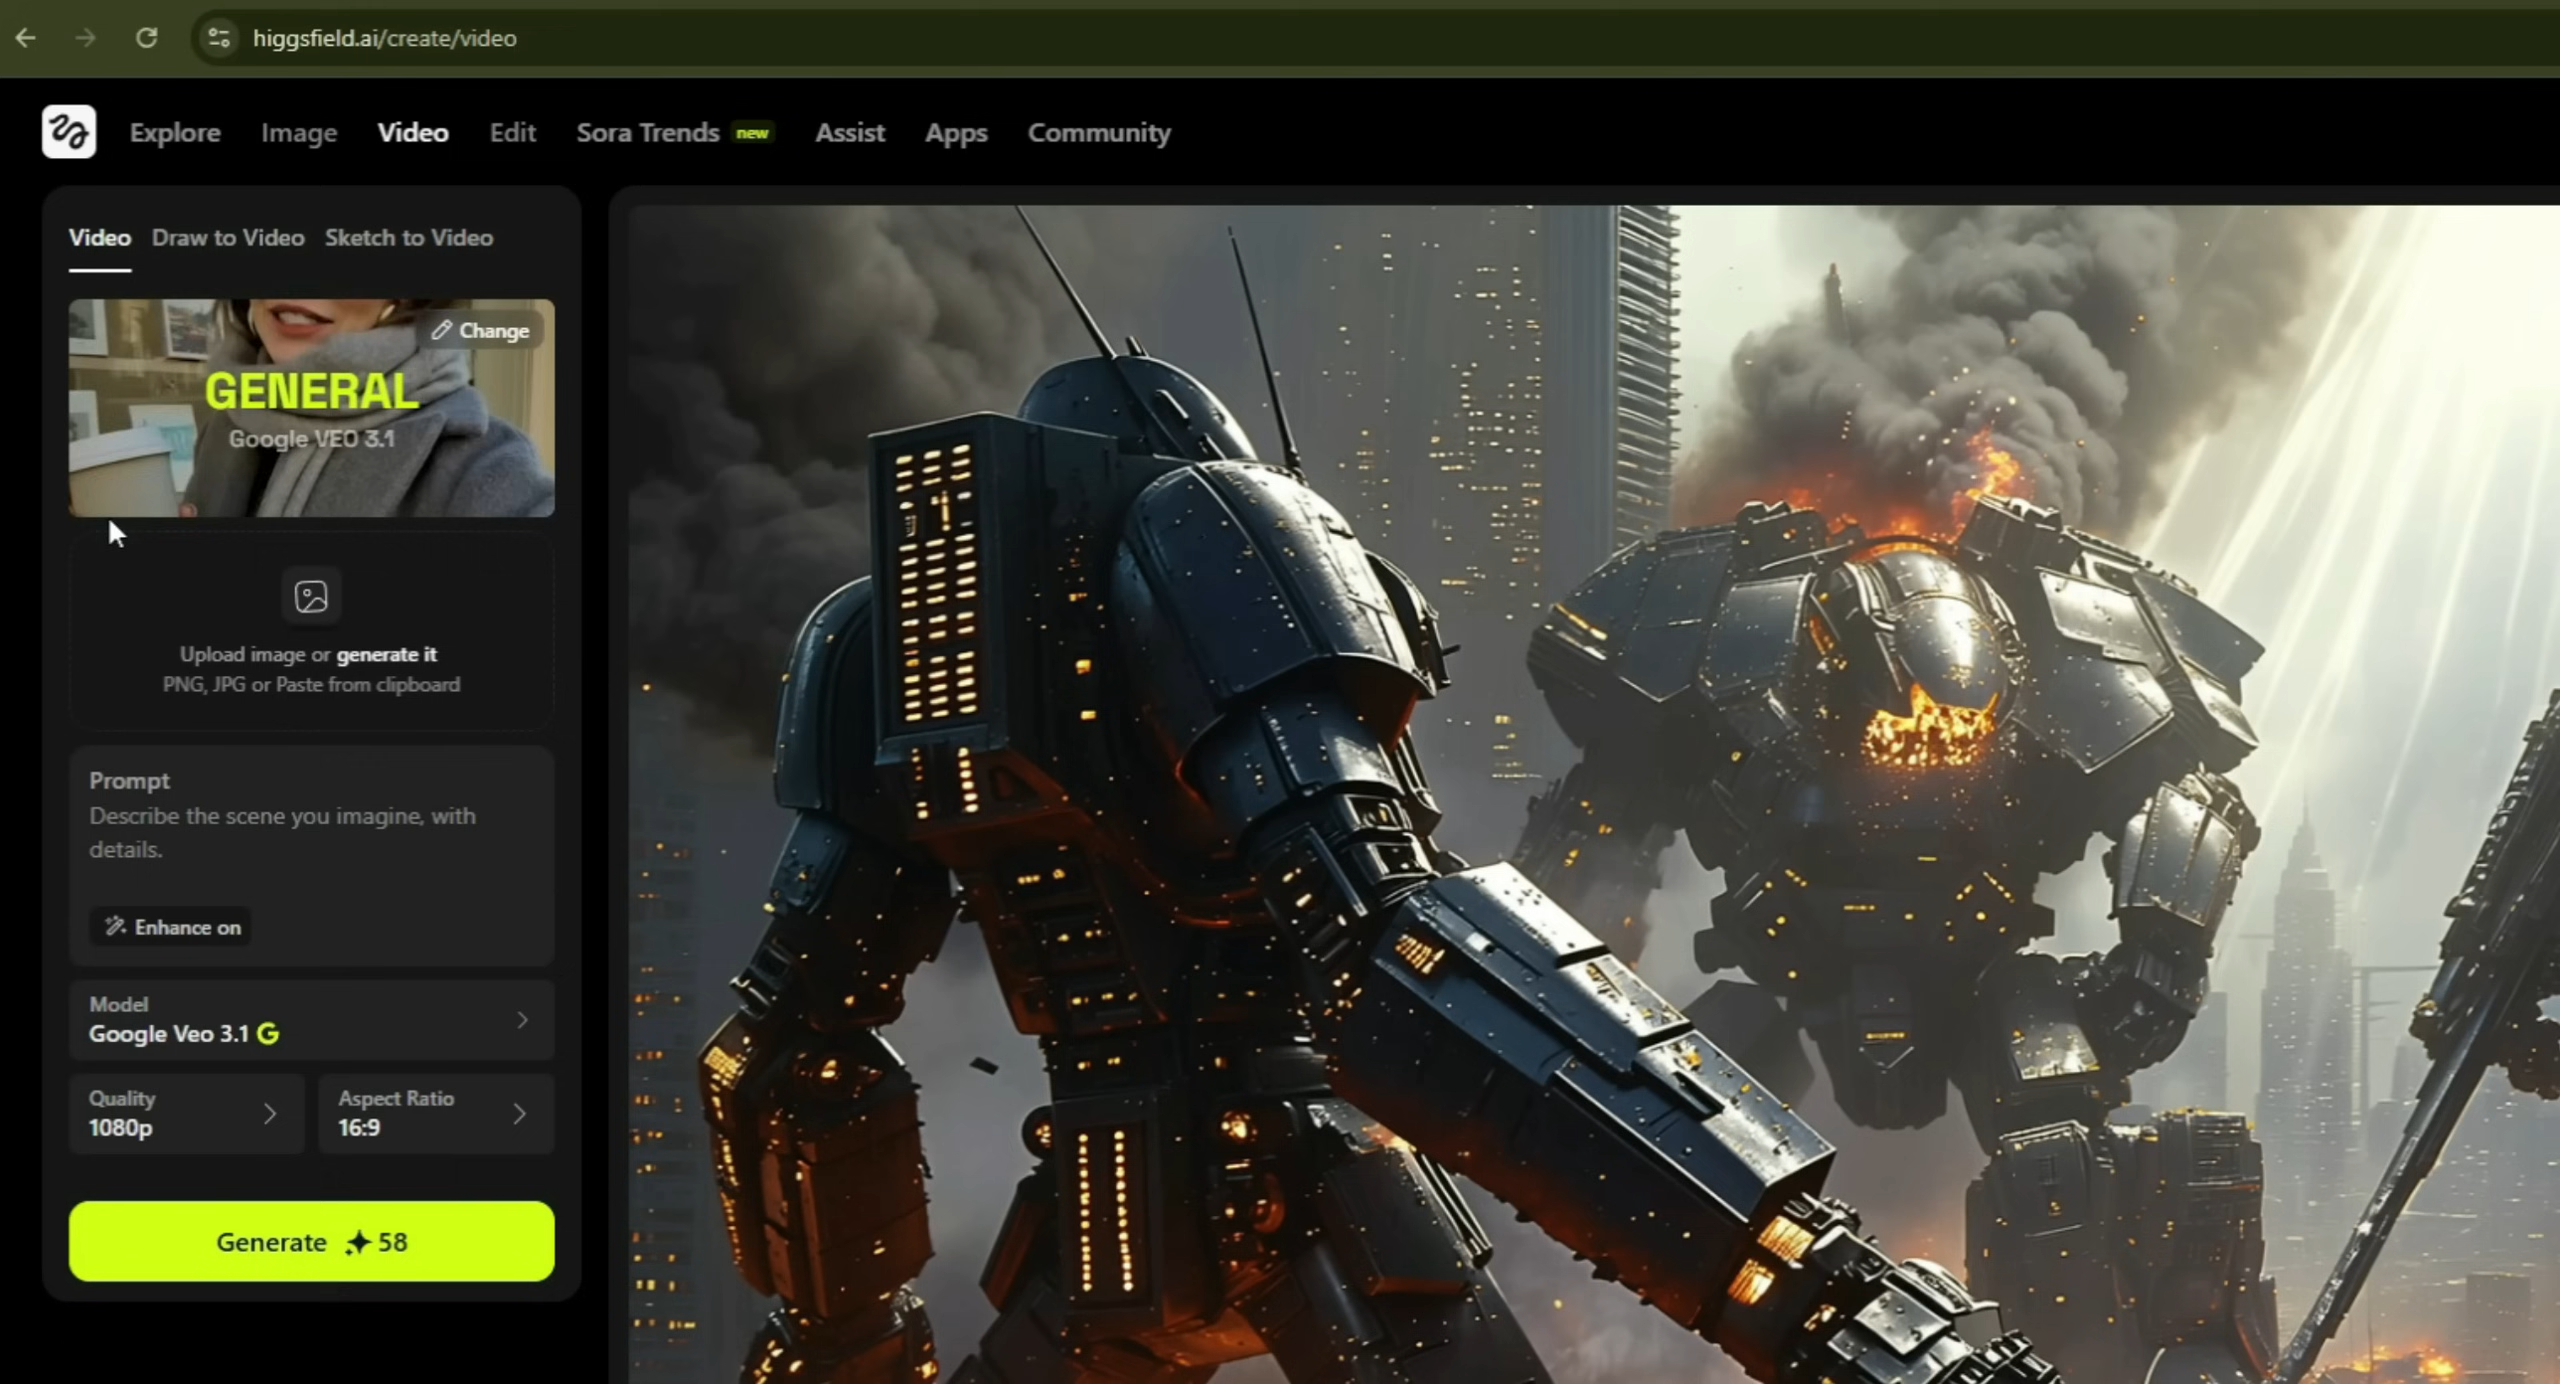 higgsfield.ai/create/video
Explore Image Video Edit Sora Trends new Assist Apps Community
Video Draw to Video Sketch to Video
Change
GENERAL
Google VEO 3.1
Upload image or generate it
PNG, JPG or Paste from clipboard
Prompt
Describe the scene you imagine, with
details.
Enhance on
Model
Google Veo 3.1 G
Quality
1080p
Aspect Ratio
16:9
Generate 58